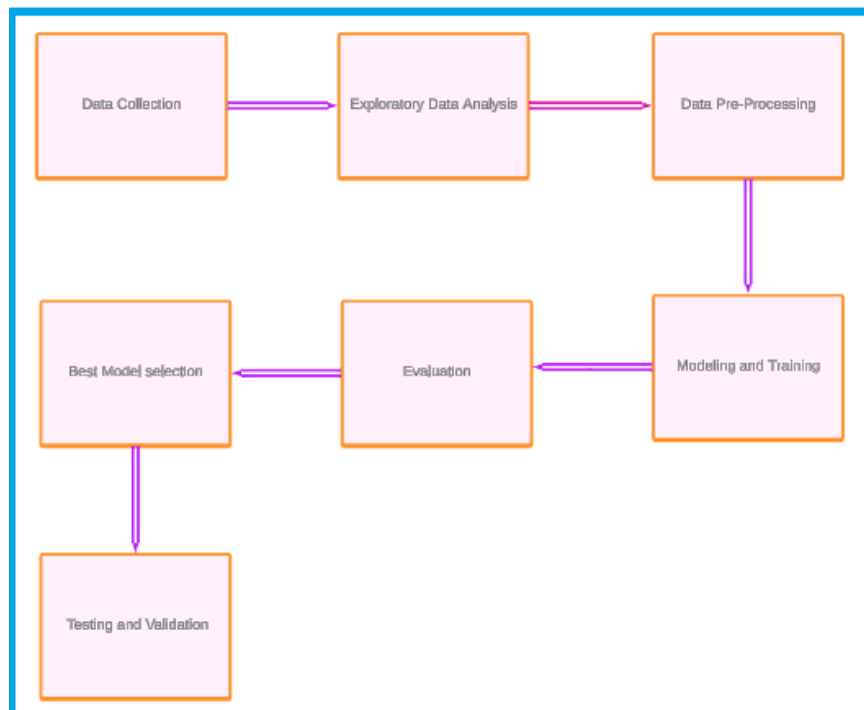 Data Collection
Exploratory Data Analysis
Data Pre-Processing
Modeling and Training
Evaluation
Best Model selection
Testing and Validation